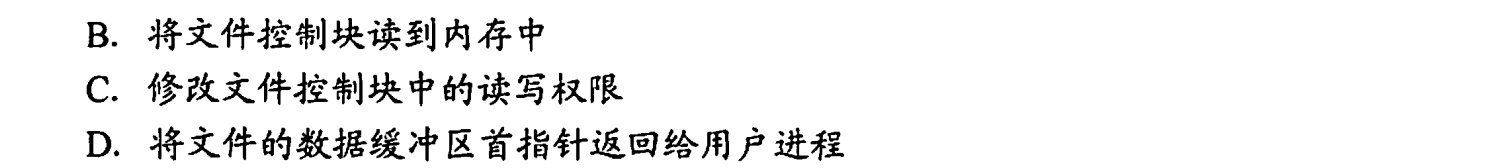 B. 将文件控制块读到内存中
C. 修改文件控制块中的读写权限
D. 将文件的数据缓冲区首指针返回给用户进程